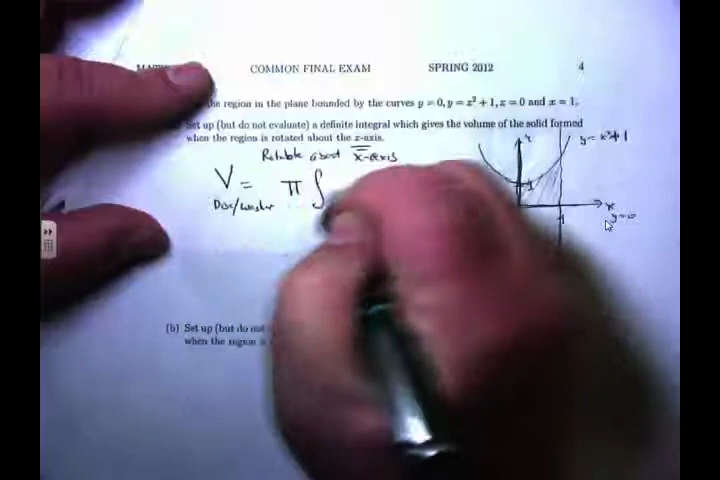 COMMON FINAL EXAM SPRING 2012 4
the region in the plane bounded by the curves y = 0, y = x² + 1, x = 0 and x = 1.
Set up (but do not evaluate) a definite integral which gives the volume of the solid formed
when the region is rotated about the x-axis.
Rotate about x-axis
y = x²+1
V = π ∫
Disc/washer
1
x
y=0
1
(b) Set up (but do not
when the region is